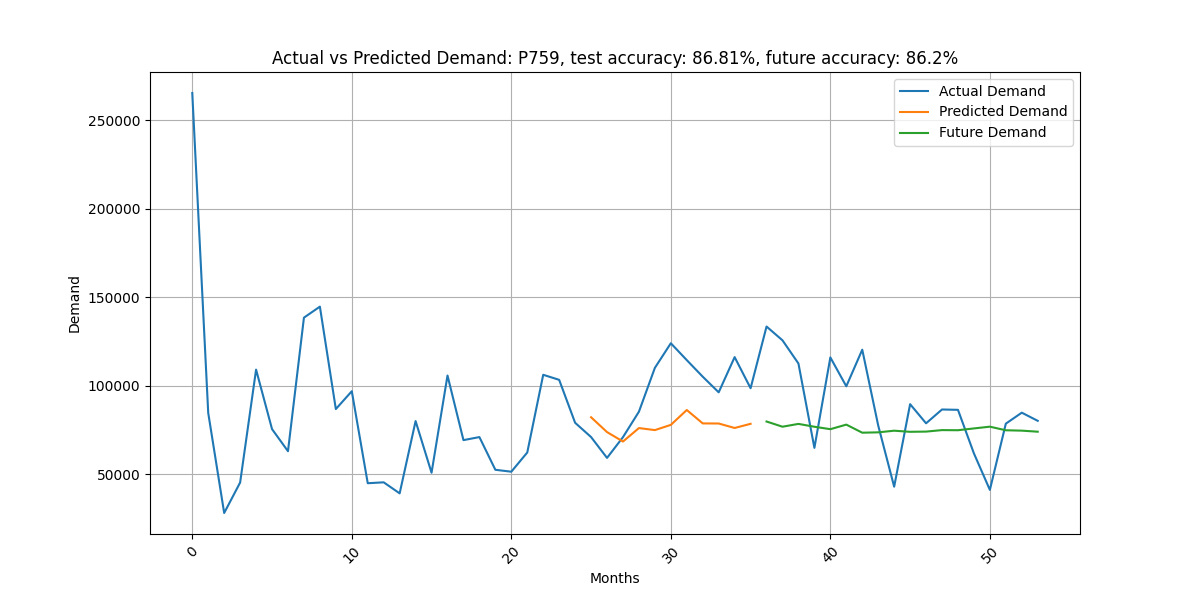 Actual vs Predicted Demand: P759, test accuracy: 86.81%, future accuracy: 86.2%
Actual Demand
Predicted Demand
Future Demand
250000
200000
150000
100000
50000
Demand
0
10
20
30
40
50
Months